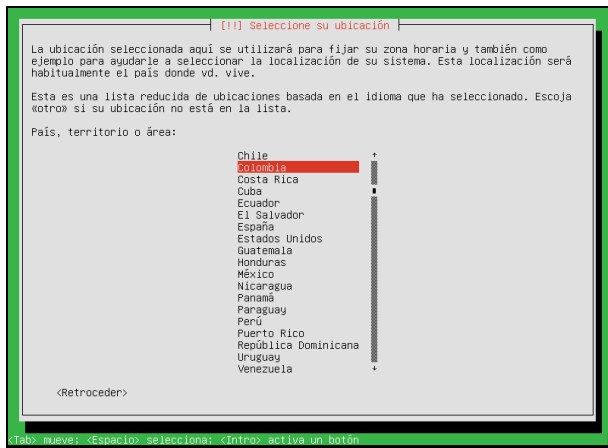 [!!] Seleccione su ubicación
La ubicación seleccionada aquí se utilizará para fijar su zona horaria y también como
ejemplo para ayudarle a seleccionar la localización de su sistema. Esta localización será
habitualmente el país donde vd. vive.
Esta es una lista reducida de ubicaciones basada en el idioma que ha seleccionado. Escoja
«otro» si su ubicación no está en la lista.
País, territorio o área:
Chile
Colombia
Costa Rica
Cuba
Ecuador
El Salvador
España
Estados Unidos
Guatemala
Honduras
México
Nicaragua
Panamá
Paraguay
Perú
Puerto Rico
República Dominicana
Uruguay
Venezuela
<Retroceder>
<Tab> mueve; <Espacio> selecciona; <Intro> activa un botón